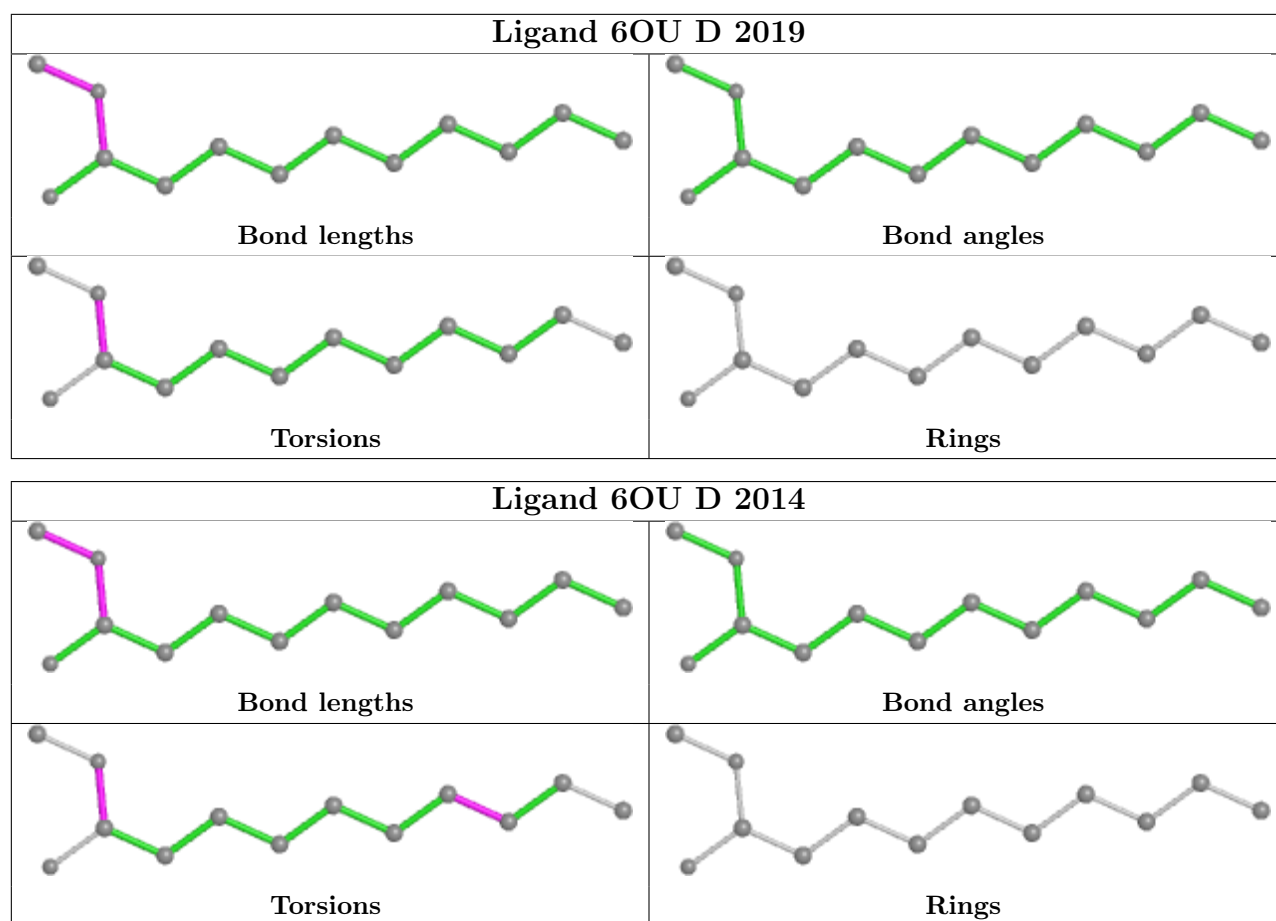 Ligand 6OU D 2019
Bond lengths
Bond angles
Torsions
Rings
Ligand 6OU D 2014
Bond lengths
Bond angles
Torsions
Rings